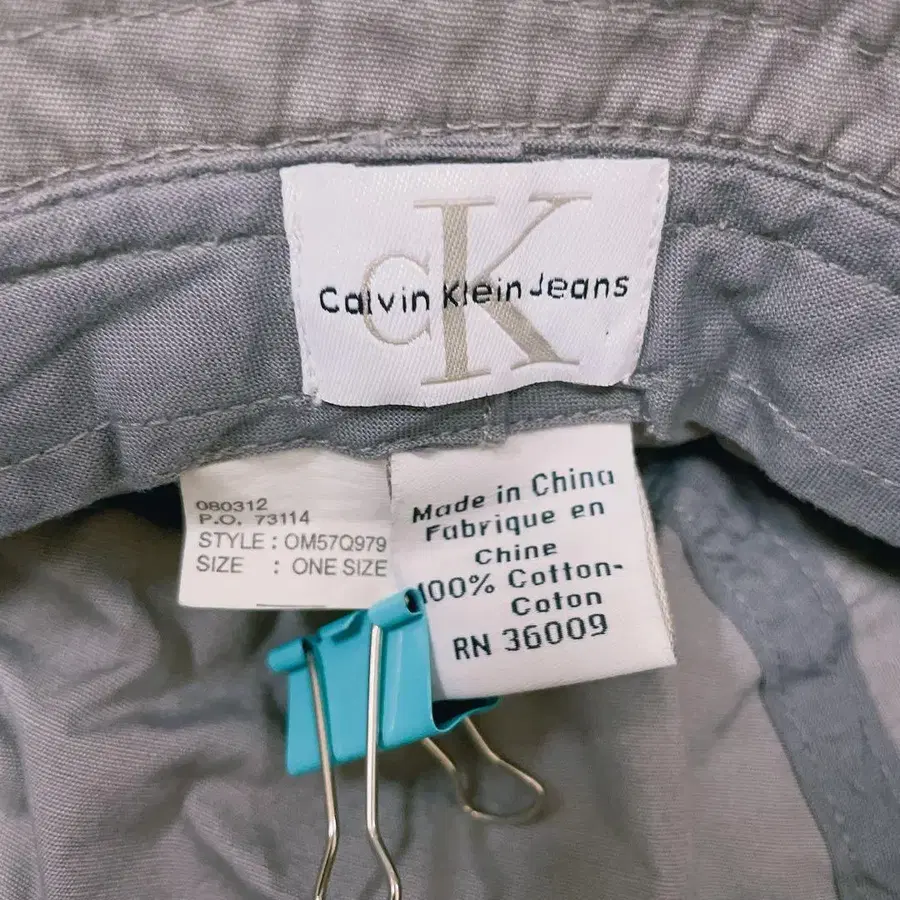 CK
Calvin Klein Jeans
080312
P.O. 73114
STYLE : OM57Q979
SIZE : ONE SIZE
Made in China
Fabrique en
Chine
100% Cotton-
Coton
RN 36009